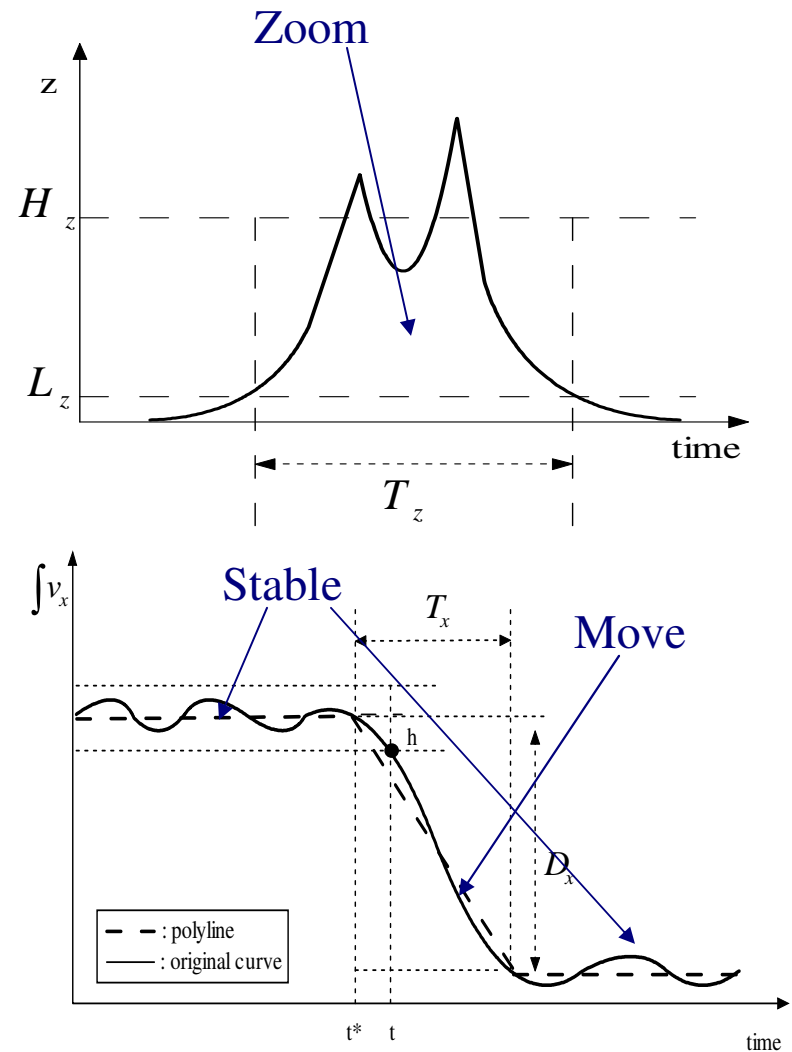 Zoom
z
H z
L z
time
T z
∫v x
Stable
T x
Move
h
D x
: polyline
: original curve
t* t
time